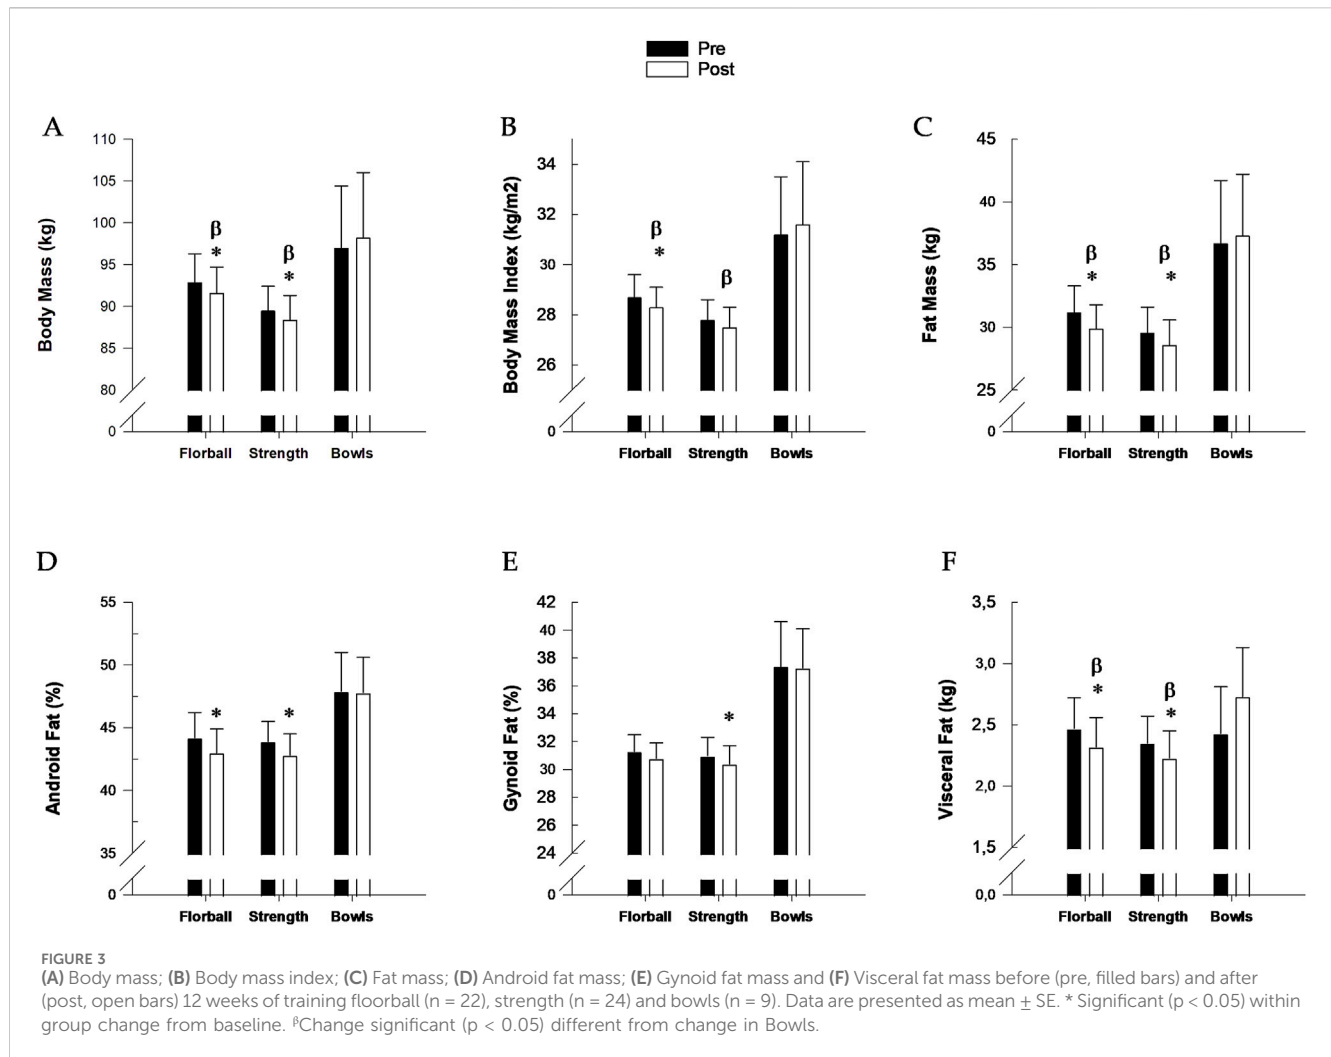 Pre
Post
A
Body Mass (kg)
110
105
100
95
90
85
80
0
β
*
β
*
Florball Strength Bowls
B
Body Mass Index (kg/m2)
34
32
30
28
26
0
β
*
β
Florball Strength Bowls
C
Fat Mass (kg)
45
40
35
30
25
0
β
*
β
*
Florball Strength Bowls
D
Android Fat (%)
55
50
45
40
35
0
*
*
Florball Strength Bowls
E
Gynoid Fat (%)
42
40
38
36
34
32
30
28
26
24
0
*
Florball Strength Bowls
F
Visceral Fat (kg)
3,5
3,0
2,5
2,0
1,5
0,0
β
*
β
*
Florball Strength Bowls
FIGURE 3
(A) Body mass; (B) Body mass index; (C) Fat mass; (D) Android fat mass; (E) Gynoid fat mass and (F) Visceral fat mass before (pre, filled bars) and after
(post, open bars) 12 weeks of training floorball (n = 22), strength (n = 24) and bowls (n = 9). Data are presented as mean ± SE. * Significant (p < 0.05) within
group change from baseline. βChange significant (p < 0.05) different from change in Bowls.